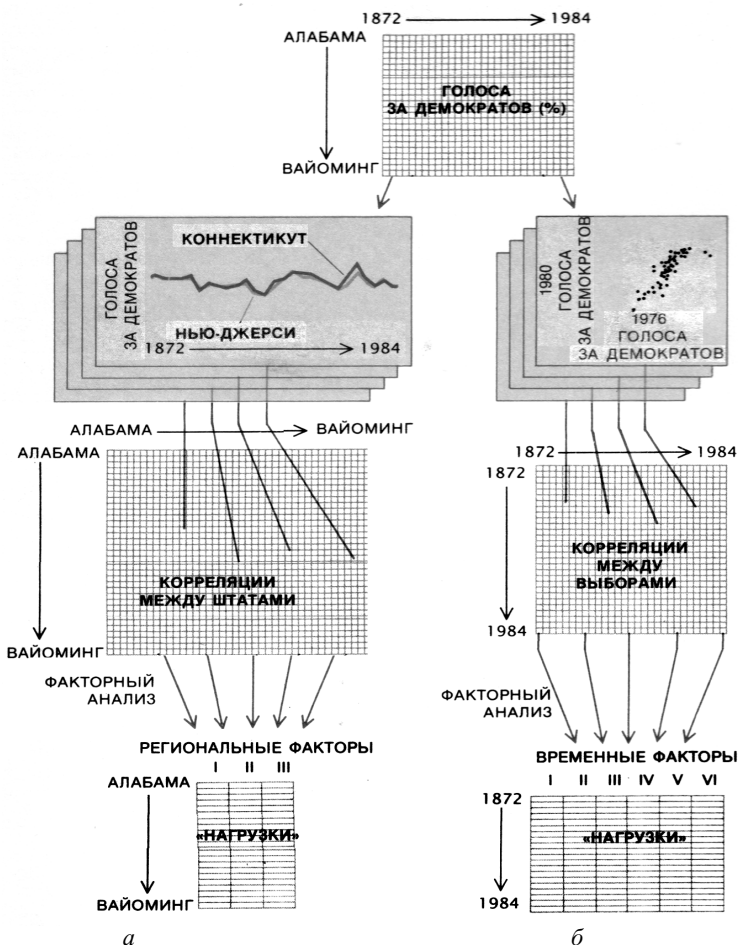 1872 1984
АЛАБАМА
ГОЛОСА
ЗА ДЕМОКРАТОВ (%)
ВАЙОМИНГ
ГОЛОСА
ЗА ДЕМОКРАТОВ
КОННЕКТИКУТ
НЬЮ-ДЖЕРСИ
1872 1984
1980
ГОЛОСА
ЗА ДЕМОКРАТОВ
1976
ГОЛОСА
ЗА ДЕМОКРАТОВ
АЛАБАМА ВАЙОМИНГ
АЛАБАМА
КОРРЕЛЯЦИИ
МЕЖДУ ШТАТАМИ
ВАЙОМИНГ
1872 1984
1872
КОРРЕЛЯЦИИ
МЕЖДУ
ВЫБОРАМИ
1984
ФАКТОРНЫЙ
АНАЛИЗ
РЕГИОНАЛЬНЫЕ ФАКТОРЫ
I II III
АЛАБАМА
«НАГРУЗКИ»
ВАЙОМИНГ
а
ФАКТОРНЫЙ
АНАЛИЗ
ВРЕМЕННЫЕ ФАКТОРЫ
I II III IV V VI
1872
«НАГРУЗКИ»
1984
б